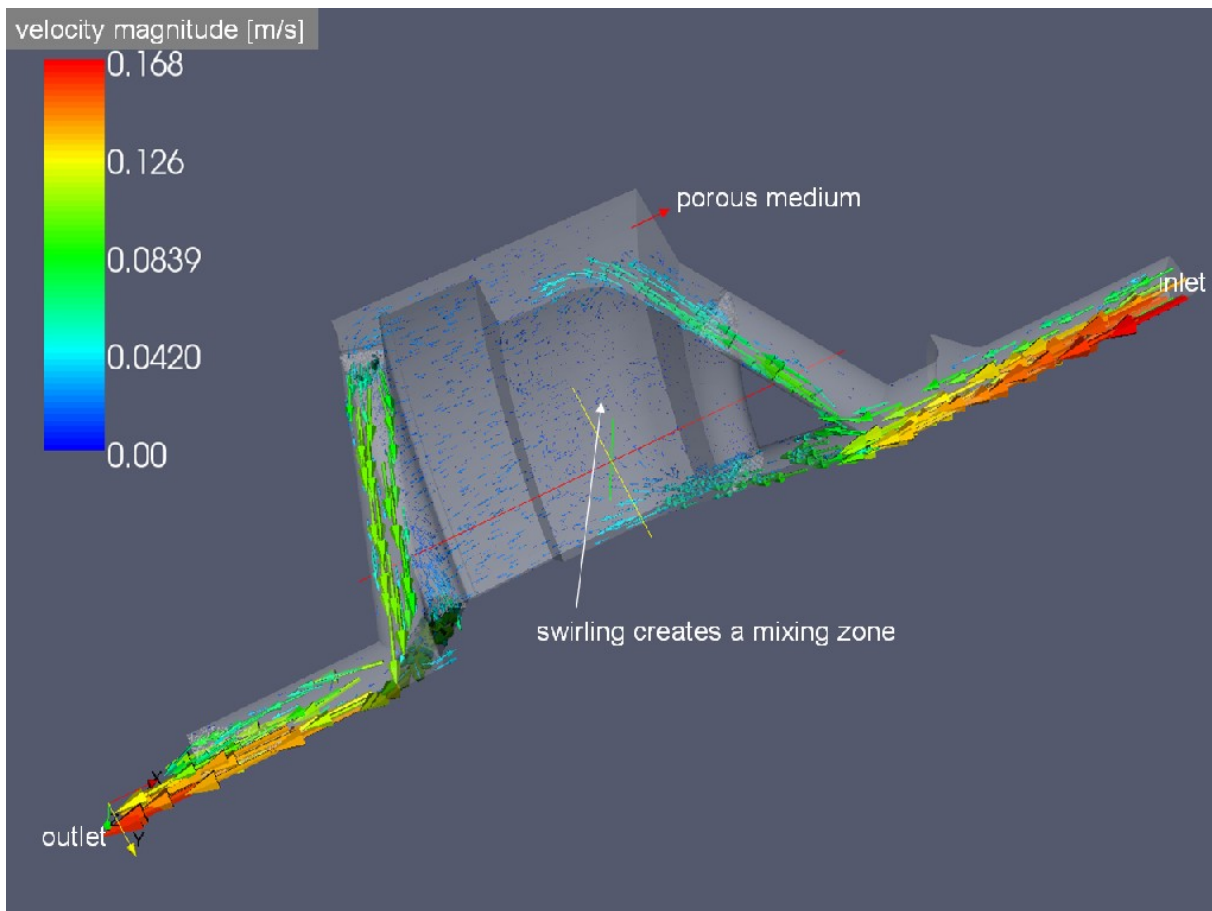 velocity magnitude [m/s]
0.168
0.126
0.0839
0.0420
0.00
porous medium
inlet
swirling creates a mixing zone
X
Z
Y
outlet